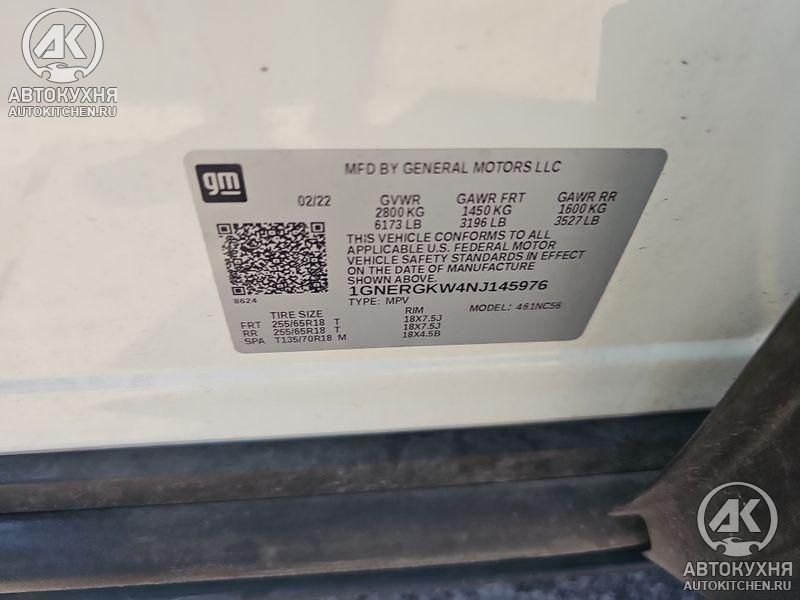 AK
АВТОКУХНЯ
AUTOKITCHEN.RU
gm
MFD BY GENERAL MOTORS LLC
02/22 GVWR GAWR FRT GAWR RR
2800 KG 1450 KG 1600 KG
6173 LB 3196 LB 3527 LB
THIS VEHICLE CONFORMS TO ALL
APPLICABLE U.S. FEDERAL MOTOR
VEHICLE SAFETY STANDARDS IN EFFECT
ON THE DATE OF MANUFACTURE
SHOWN ABOVE.
1GNERGKW4NJ145976
8624
TYPE: MPV MODEL: 461NC56
TIRE SIZE RIM
FRT 255/65R18 T 18X7.5J
RR 255/65R18 T 18X7.5J
SPA T135/70R18 M 18X4.5B
AK
АВТОКУХНЯ
AUTOKITCHEN.RU